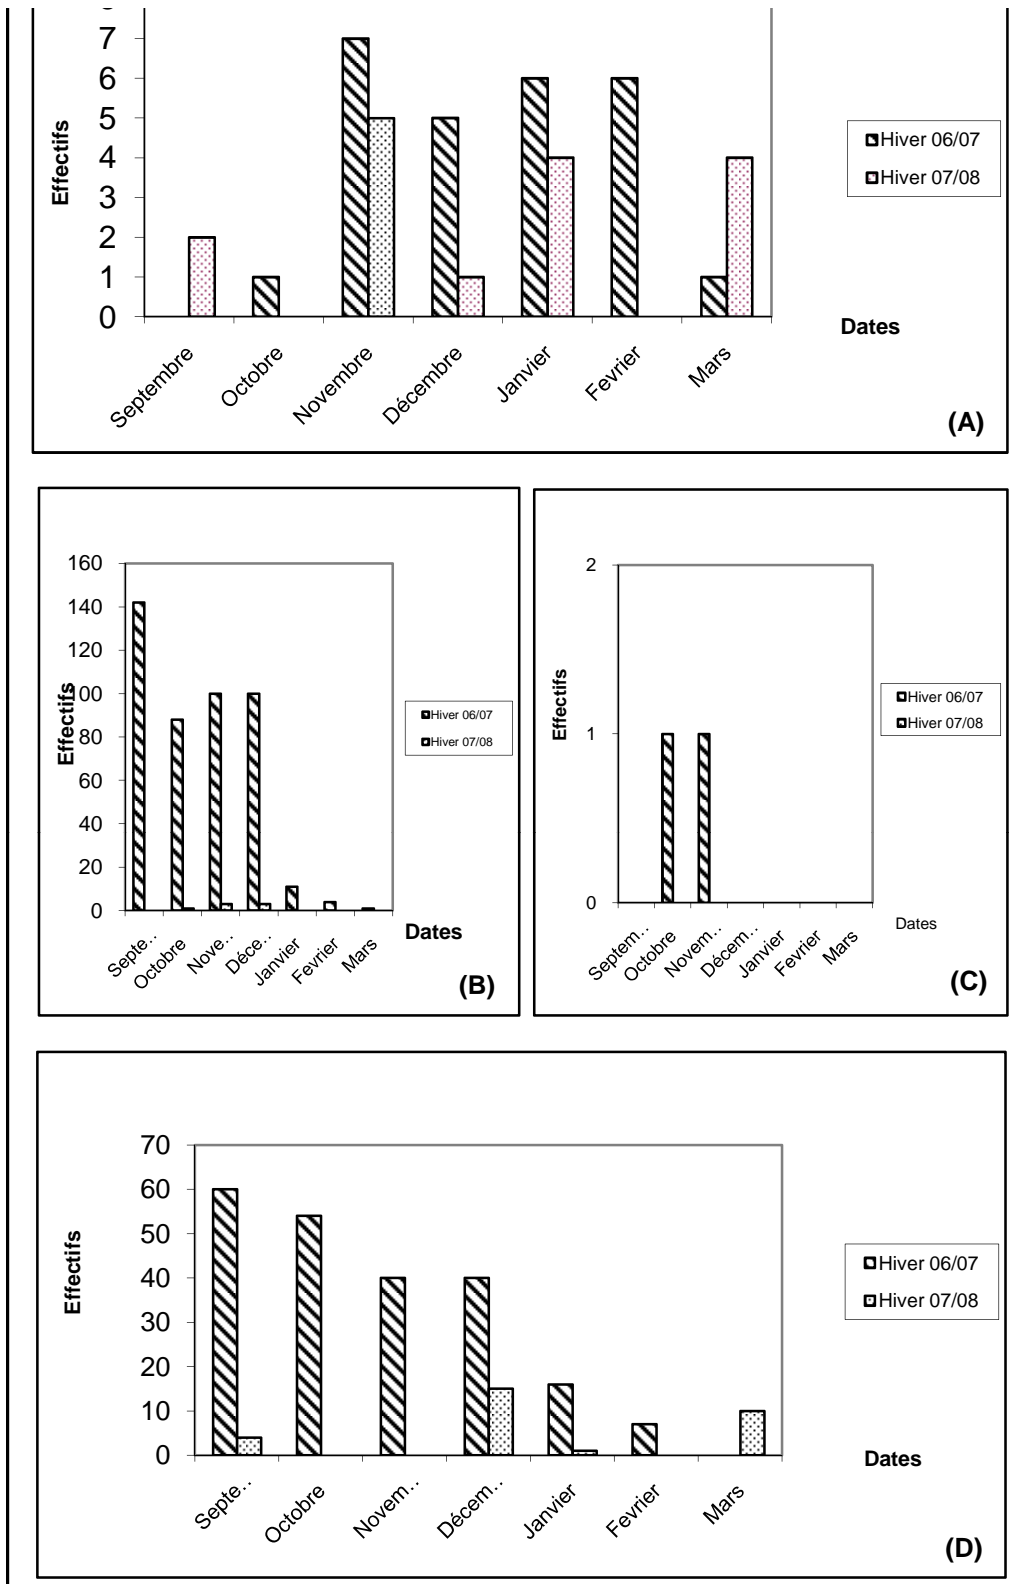 8
7
6
5
4
3
2
1
0
Effectifs
Hiver 06/07
Hiver 07/08
Dates
Septembre
Octobre
Novembre
Décembre
Janvier
Fevrier
Mars
(A)
160
140
120
100
80
60
40
20
0
Effectifs
Hiver 06/07
Hiver 07/08
Dates
Septe..
Octobre
Nove..
Déce..
Janvier
Fevrier
Mars
(B)
2
1
0
Effectifs
Hiver 06/07
Hiver 07/08
Dates
Septem..
Octobre
Novem..
Décem..
Janvier
Fevrier
Mars
(C)
70
60
50
40
30
20
10
0
Effectifs
Hiver 06/07
Hiver 07/08
Dates
Septe..
Octobre
Novem..
Décem..
Janvier
Fevrier
Mars
(D)